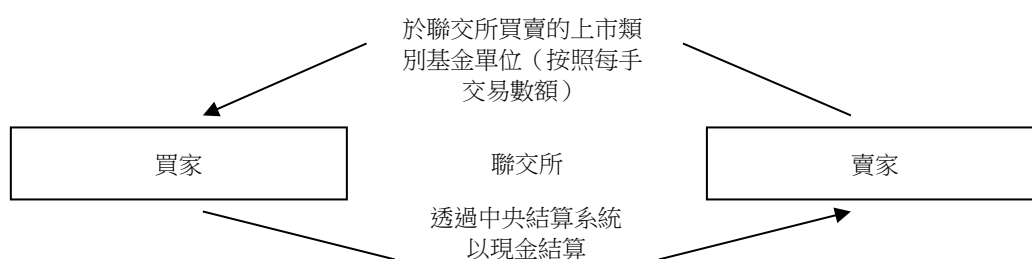 於聯交所買賣的上市類
別基金單位（按照每手
交易數額）
買家
聯交所
賣家
透過中央結算系統
以現金結算